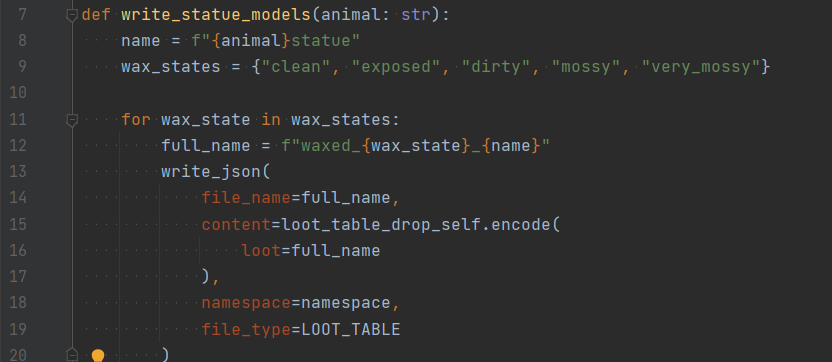 7 def write_statue_models(animal: str):
8 name = f"{animal}statue"
9 wax_states = {"clean", "exposed", "dirty", "mossy", "very_mossy"}
10
11 for wax_state in wax_states:
12 full_name = f"waxed_{wax_state}_{name}"
13 write_json(
14 file_name=full_name,
15 content=loot_table_drop_self.encode(
16 loot=full_name
17 ),
18 namespace=namespace,
19 file_type=LOOT_TABLE
20 )